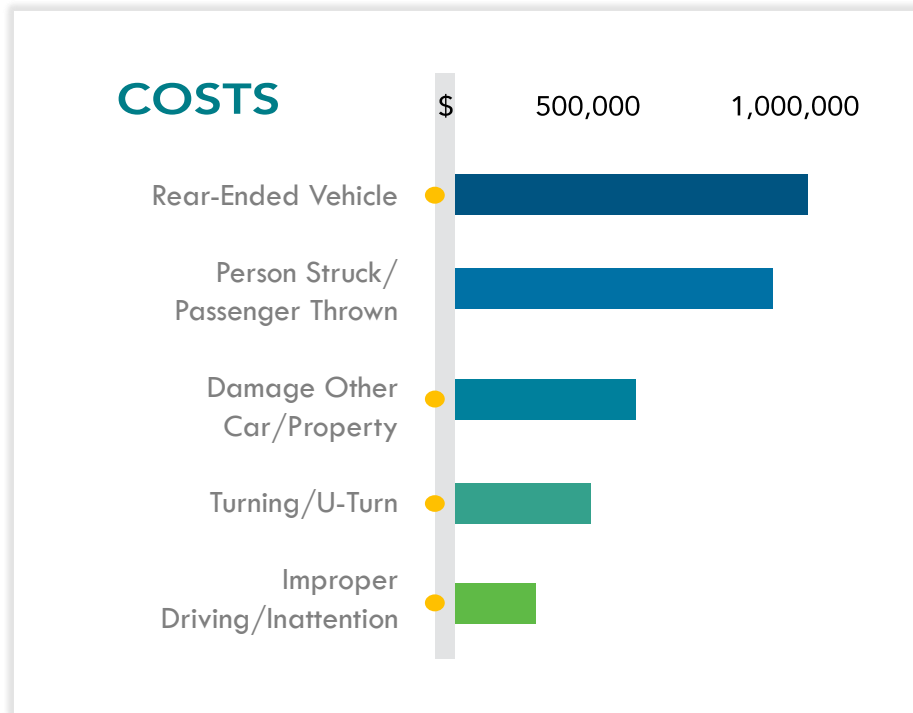 COSTS
$ 500,000 1,000,000
Rear-Ended Vehicle
Person Struck/
Passenger Thrown
Damage Other
Car/Property
Turning/U-Turn
Improper
Driving/Inattention